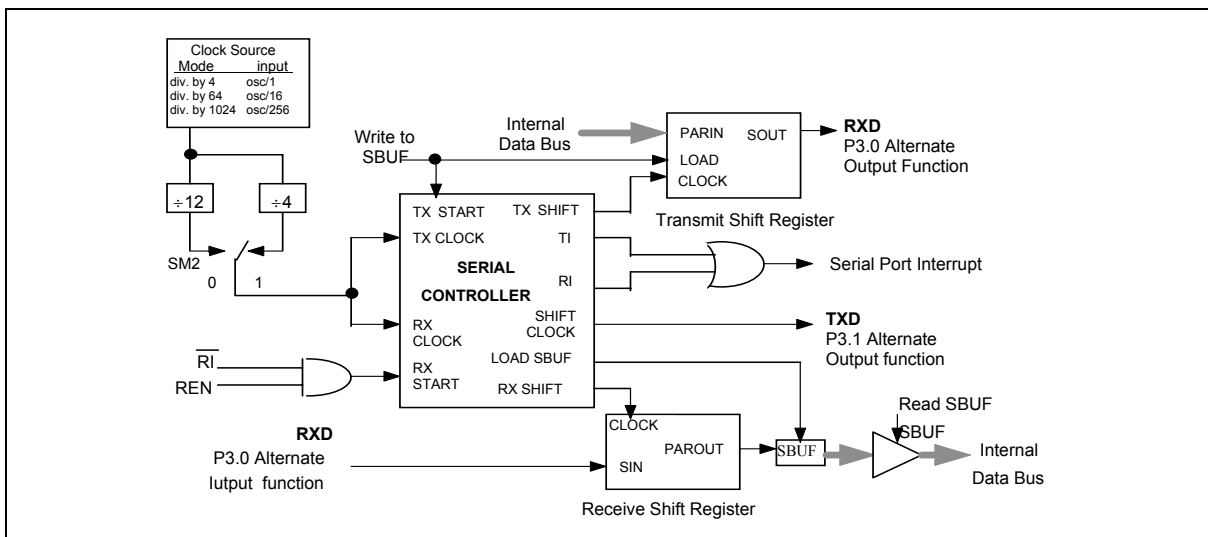 Clock Source
Mode input
div. by 4 osc/1
div. by 64 osc/16
div. by 1024 osc/256
÷12
÷4
SM2
0 1
Write to
SBUF
Internal
Data Bus
PARIN SOUT
LOAD
CLOCK
Transmit Shift Register
RXD
P3.0 Alternate
Output Function
TX START TX SHIFT
TX CLOCK TI
SERIAL
RI
CONTROLLER
SHIFT
CLOCK
RX
CLOCK
LOAD SBUF
RX
START
RX SHIFT
Serial Port Interrupt
TXD
P3.1 Alternate
Output function
RI
REN
RXD
P3.0 Alternate
Iutput function
CLOCK
PAROUT
SIN
Receive Shift Register
SBUF
Read SBUF
SBUF
Internal
Data Bus